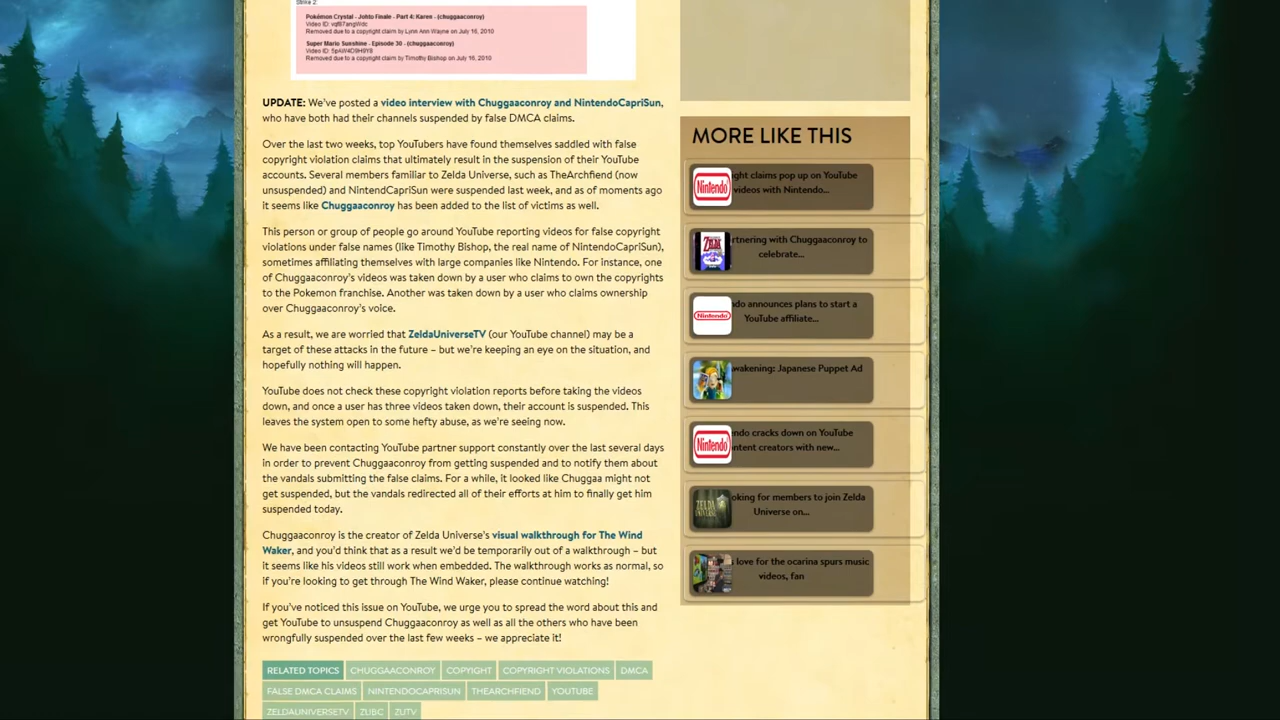 Strike 2:
Pokémon Crystal - Johto Finale - Part 4: Karen - (chuggaaconroy)
Removed due to a copyright claim by Lynn Ann Wayne on July 16, 2010
Super Mario Sunshine - Episode 30 - (chuggaaconroy)
Removed due to a copyright claim by Timothy Bishop on July 16, 2010
UPDATE: We've posted a video interview with Chuggaaconroy and NintendoCapriSun,
who have both had their channels suspended by false DMCA claims.
Over the last two weeks, top YouTubers have found themselves saddled with false
copyright violation claims that ultimately result in the suspension of their YouTube
accounts. Several members familiar to Zelda Universe, such as TheArchfiend (now
unsuspended) and NintendCapriSun were suspended last week, and as of moments ago
it seems like Chuggaaconroy has been added to the list of victims as well.
This person or group of people go around YouTube reporting videos for false copyright
violations under false names (like Timothy Bishop, the real name of NintendoCapriSun),
sometimes affiliating themselves with large companies like Nintendo. For instance, one
of Chuggaaconroy's videos was taken down by a user who claims to own the copyrights
to the Pokemon franchise. Another was taken down by a user who claims ownership
over Chuggaaconroy's voice.
As a result, we are worried that ZeldaUniverseTV (our YouTube channel) may be a
target of these attacks in the future – but we're keeping an eye on the situation, and
hopefully nothing will happen.
YouTube does not check these copyright violation reports before taking the videos
down, and once a user has three videos taken down, their account is suspended. This
leaves the system open to some hefty abuse, as we're seeing now.
We have been contacting YouTube partner support constantly over the last several days
in order to prevent Chuggaaconroy from getting suspended and to notify them about
the vandals submitting the false claims. For a while, it looked like Chuggaa might not
get suspended, but the vandals redirected all of their efforts at him to finally get him
suspended today.
Chuggaaconroy is the creator of Zelda Universe's visual walkthrough for The Wind
Waker, and you'd think that as a result we'd be temporarily out of a walkthrough – but
it seems like his videos still work when embedded. The walkthrough works as normal, so
if you're looking to get through The Wind Waker, please continue watching!
If you've noticed this issue on YouTube, we urge you to spread the word about this and
get YouTube to unsuspend Chuggaaconroy as well as all the others who have been
wrongfully suspended over the last few weeks – we appreciate it!
RELATED TOPICS CHUGGAACONROY COPYIGHT COPYRIGHT VIOLATIONS DMCA
FALSE DMCA CLAIMS NINTENDOCAPRISUN THEARCHFIEND YOUTUBE
ZELDAUNIVERSETV ZUBC ZUTV
MORE LIKE THIS
Nintendo
ight claims pop up on YouTube
videos with Nintendo...
rtnering with Chuggaaconroy to
celebrate...
Nintendo
ndo announces plans to start a
YouTube affiliate...
wakening: Japanese Puppet Ad
Nintendo
ndo cracks down on YouTube
ntent creators with new...
ZELDA
UNIVERSE
oking for members to join Zelda
Universe on...
love for the ocarina spurs music
videos, fan